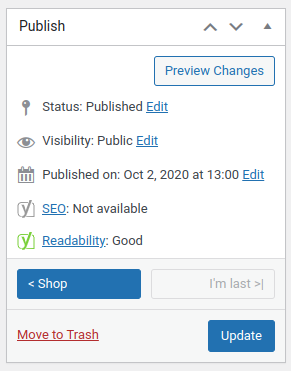 Publish
Preview Changes
Status: Published Edit
Visibility: Public Edit
Published on: Oct 2, 2020 at 13:00 Edit
SEO: Not available
Readability: Good
< Shop
I'm last >|
Move to Trash
Update